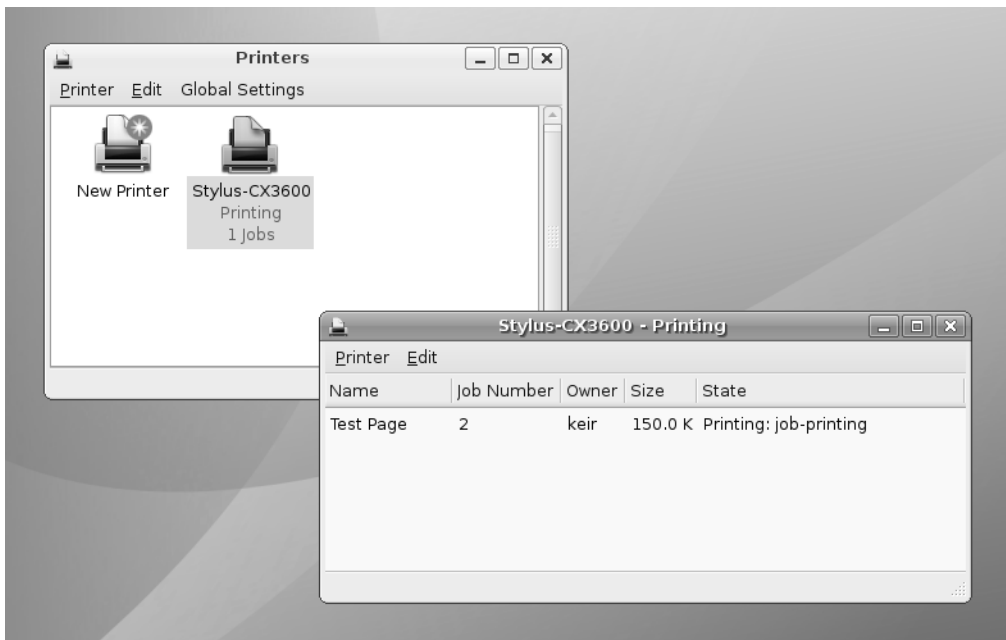 Printers
Printer Edit Global Settings
New Printer
Stylus-CX3600
Printing
1 Jobs
Stylus-CX3600 - Printing
Printer Edit
Name Job Number Owner Size State
Test Page 2 keir 150.0 K Printing: job-printing